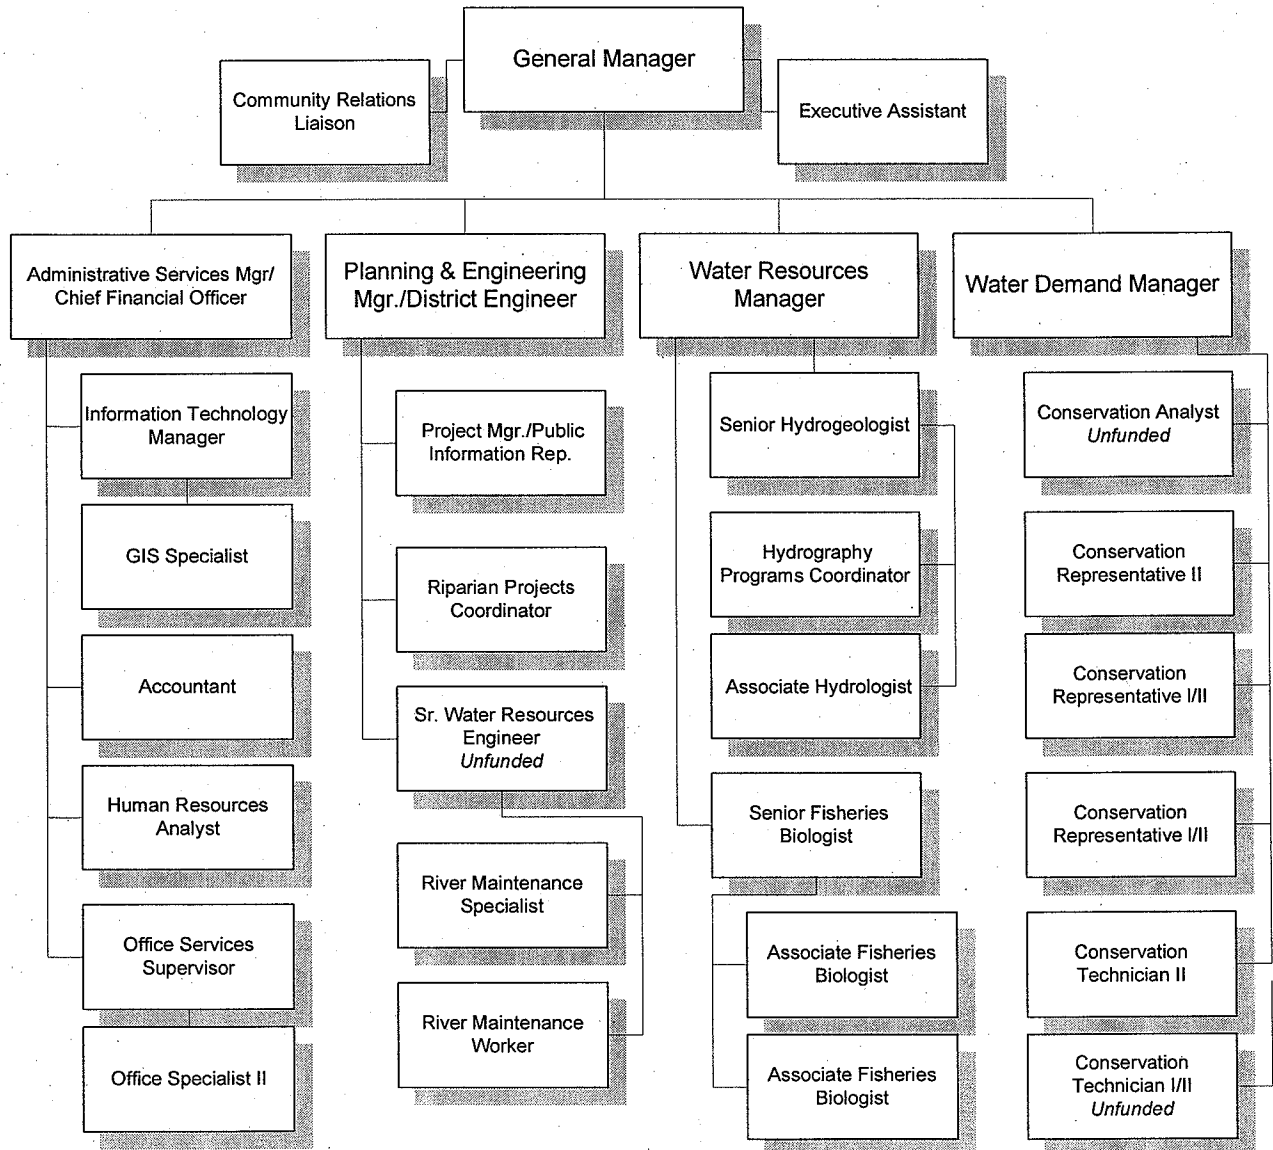 General Manager
Community Relations
Liaison
Executive Assistant
Administrative Services Mgr/
Chief Financial Officer
Planning & Engineering
Mgr./District Engineer
Water Resources
Manager
Water Demand Manager
Information Technology
Manager
GIS Specialist
Accountant
Human Resources
Analyst
Office Services
Supervisor
Office Specialist II
Project Mgr./Public
Information Rep.
Riparian Projects
Coordinator
Sr. Water Resources
Engineer
Unfunded
River Maintenance
Specialist
River Maintenance
Worker
Senior Hydrogeologist
Hydrography
Programs Coordinator
Associate Hydrologist
Senior Fisheries
Biologist
Associate Fisheries
Biologist
Associate Fisheries
Biologist
Conservation Analyst
Unfunded
Conservation
Representative II
Conservation
Representative I/II
Conservation
Representative I/II
Conservation
Technician II
Conservation
Technician I/II
Unfunded